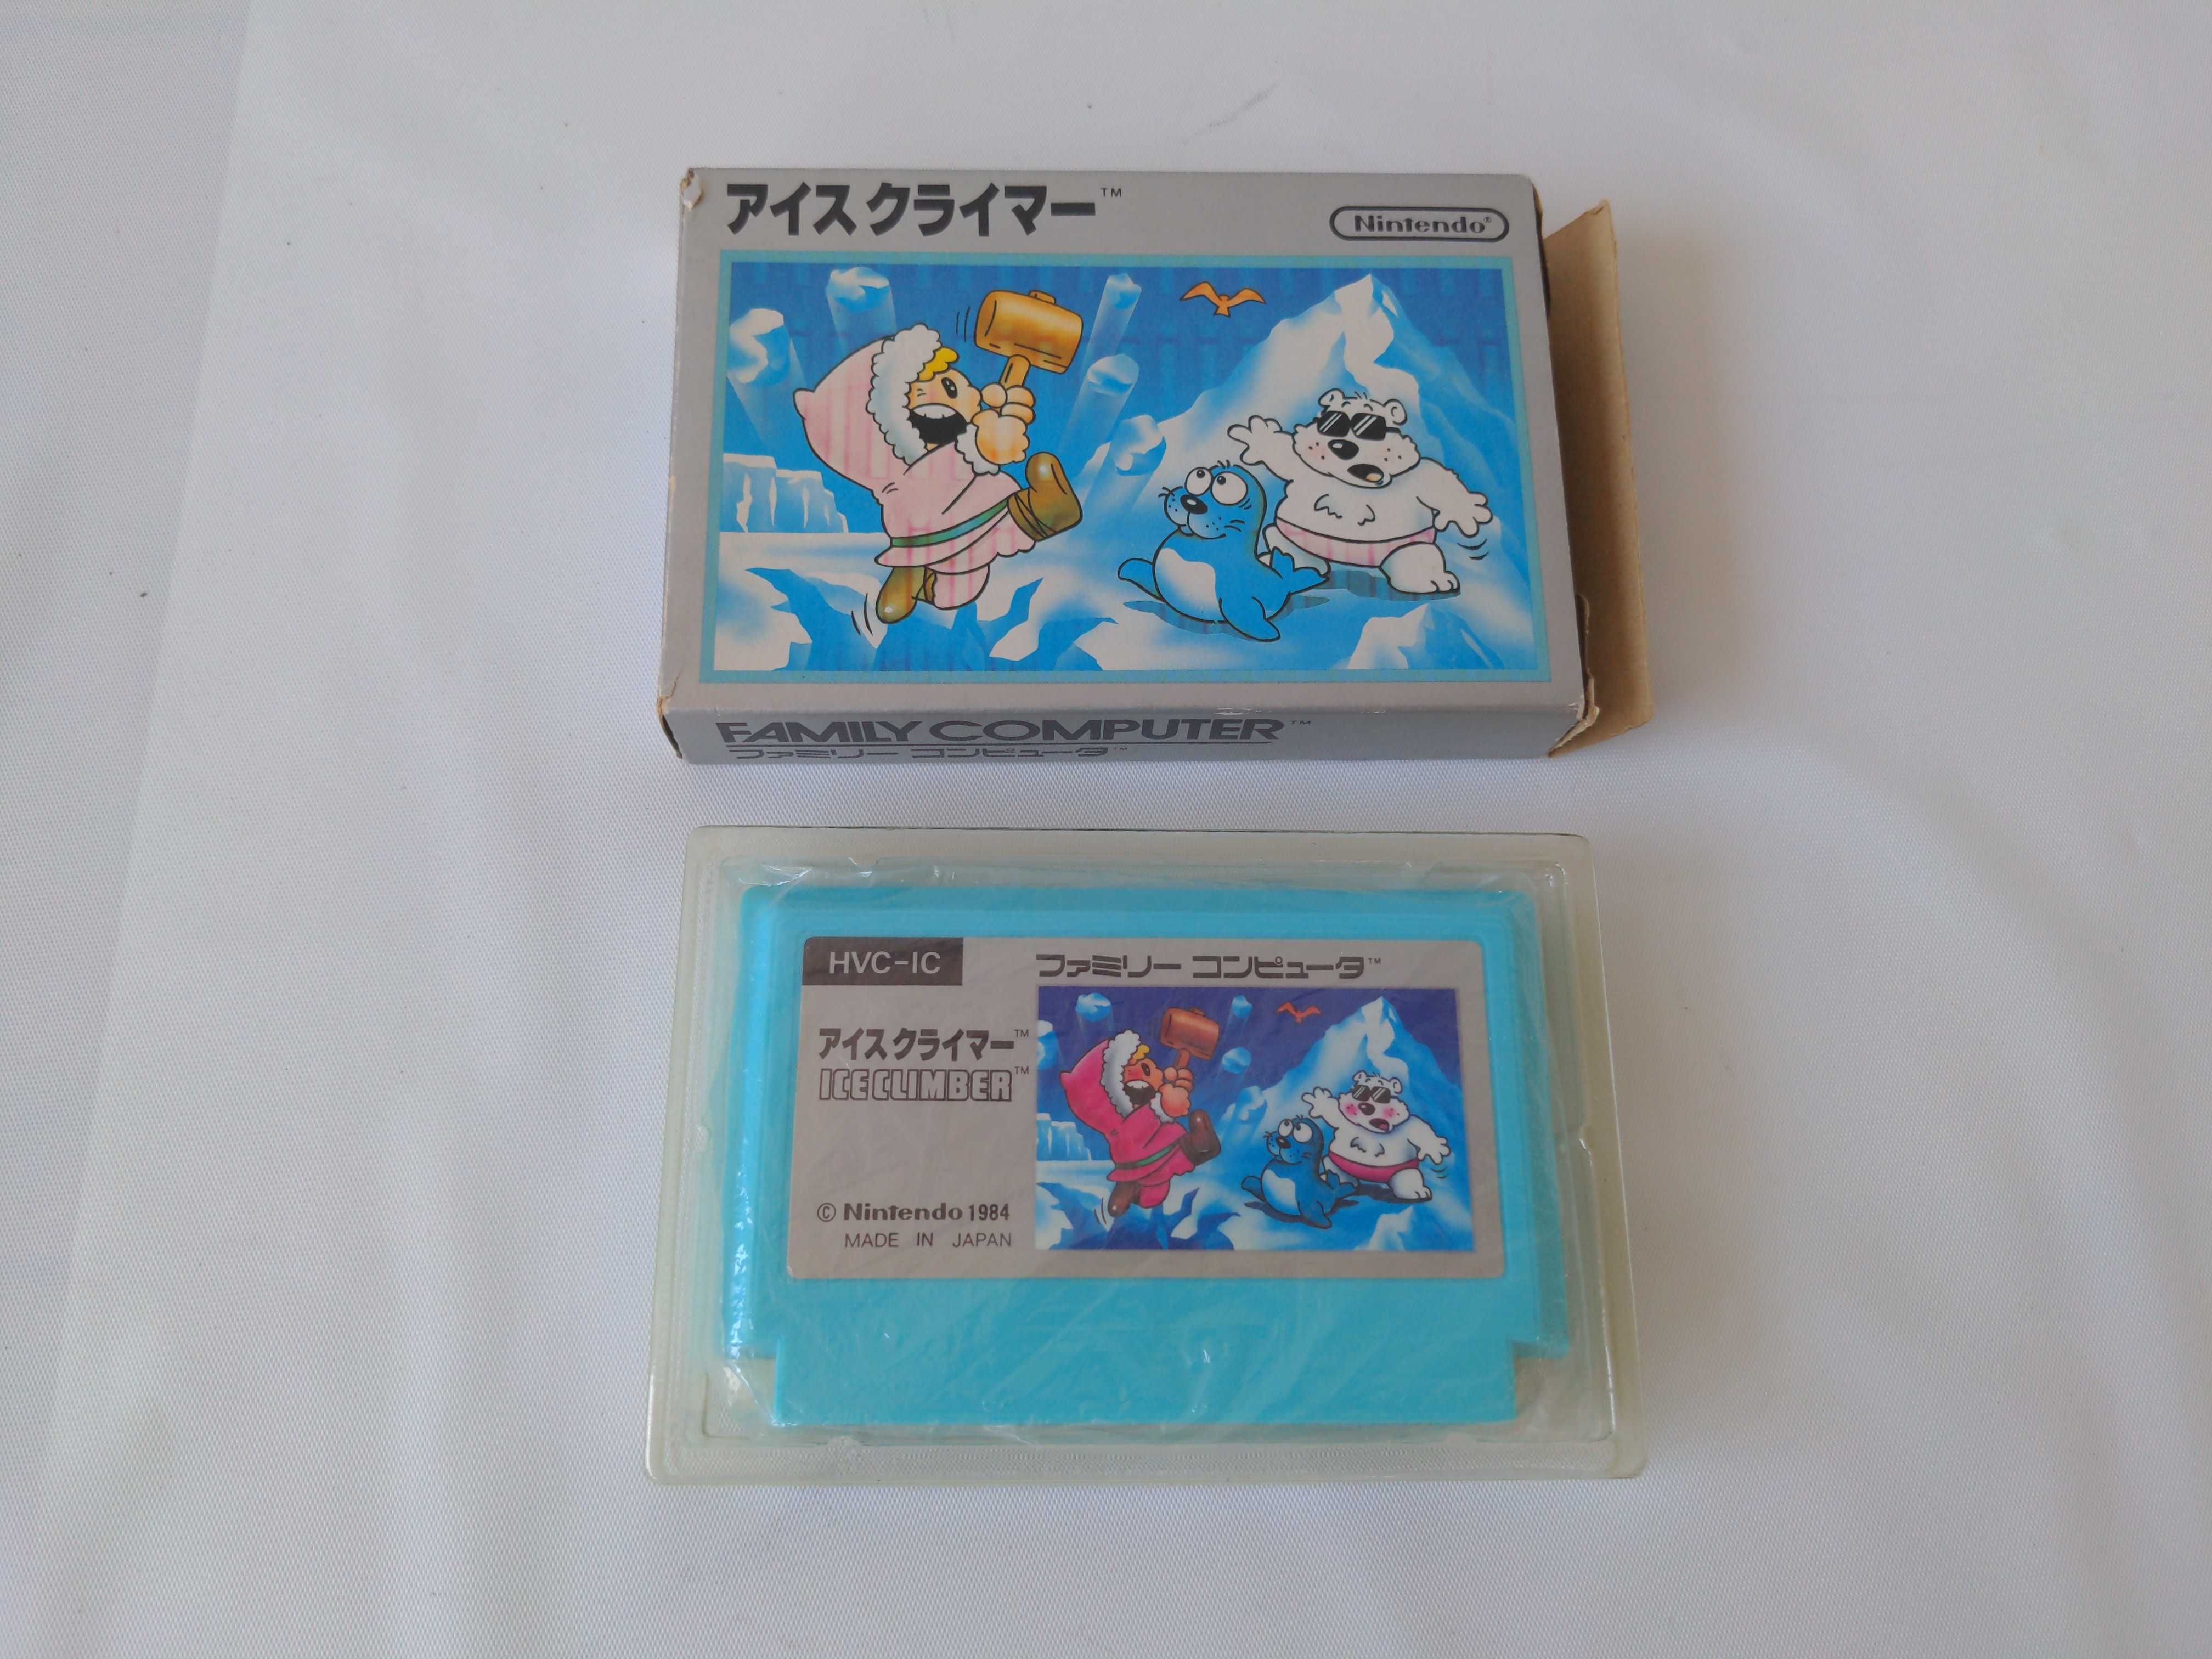 アイスクライマー™
Nintendo®
FAMILY COMPUTER™
ファミリー コンピュータ™
HVC-IC
ファミリー コンピュータ™
アイスクライマー™
ICE CLIMBER™
© Nintendo 1984
MADE IN JAPAN